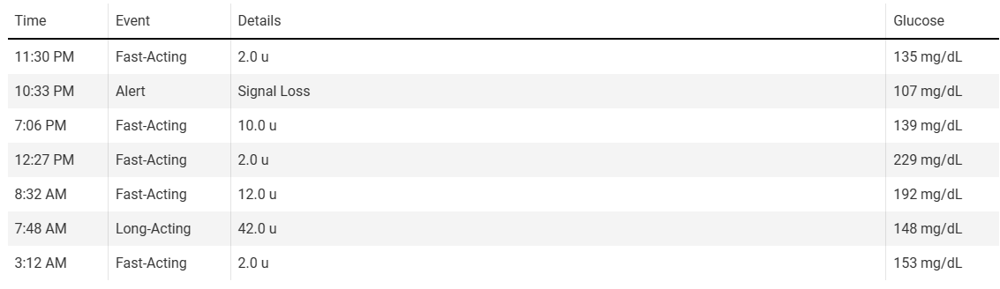 Time Event Details Glucose
11:30 PM Fast-Acting 2.0 u 135 mg/dL
10:33 PM Alert Signal Loss 107 mg/dL
7:06 PM Fast-Acting 10.0 u 139 mg/dL
12:27 PM Fast-Acting 2.0 u 229 mg/dL
8:32 AM Fast-Acting 12.0 u 192 mg/dL
7:48 AM Long-Acting 42.0 u 148 mg/dL
3:12 AM Fast-Acting 2.0 u 153 mg/dL